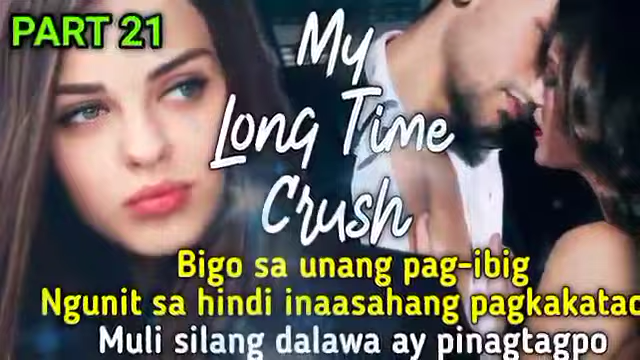 PART 21
My
Long Time
Crush
Bigo sa unang pag-ibig
Ngunit sa hindi inaasahang
Muli silang dalawa ay pinagtagpo